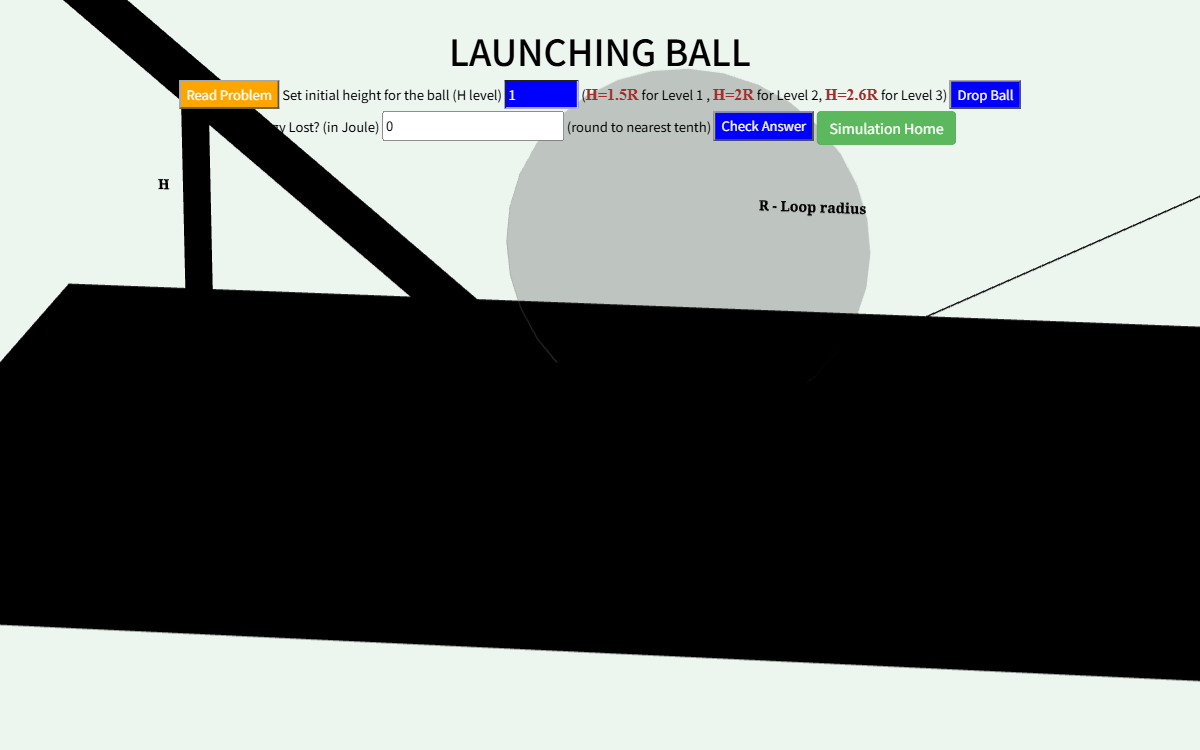 LAUNCHING BALL
Read Problem Set initial height for the ball (H level) 1 (H=1.5R for Level 1 , H=2R for Level 2, H=2.6R for Level 3) Drop Ball
Lost? (in Joule) 0 (round to nearest tenth) Check Answer Simulation Home
H
R - Loop radius